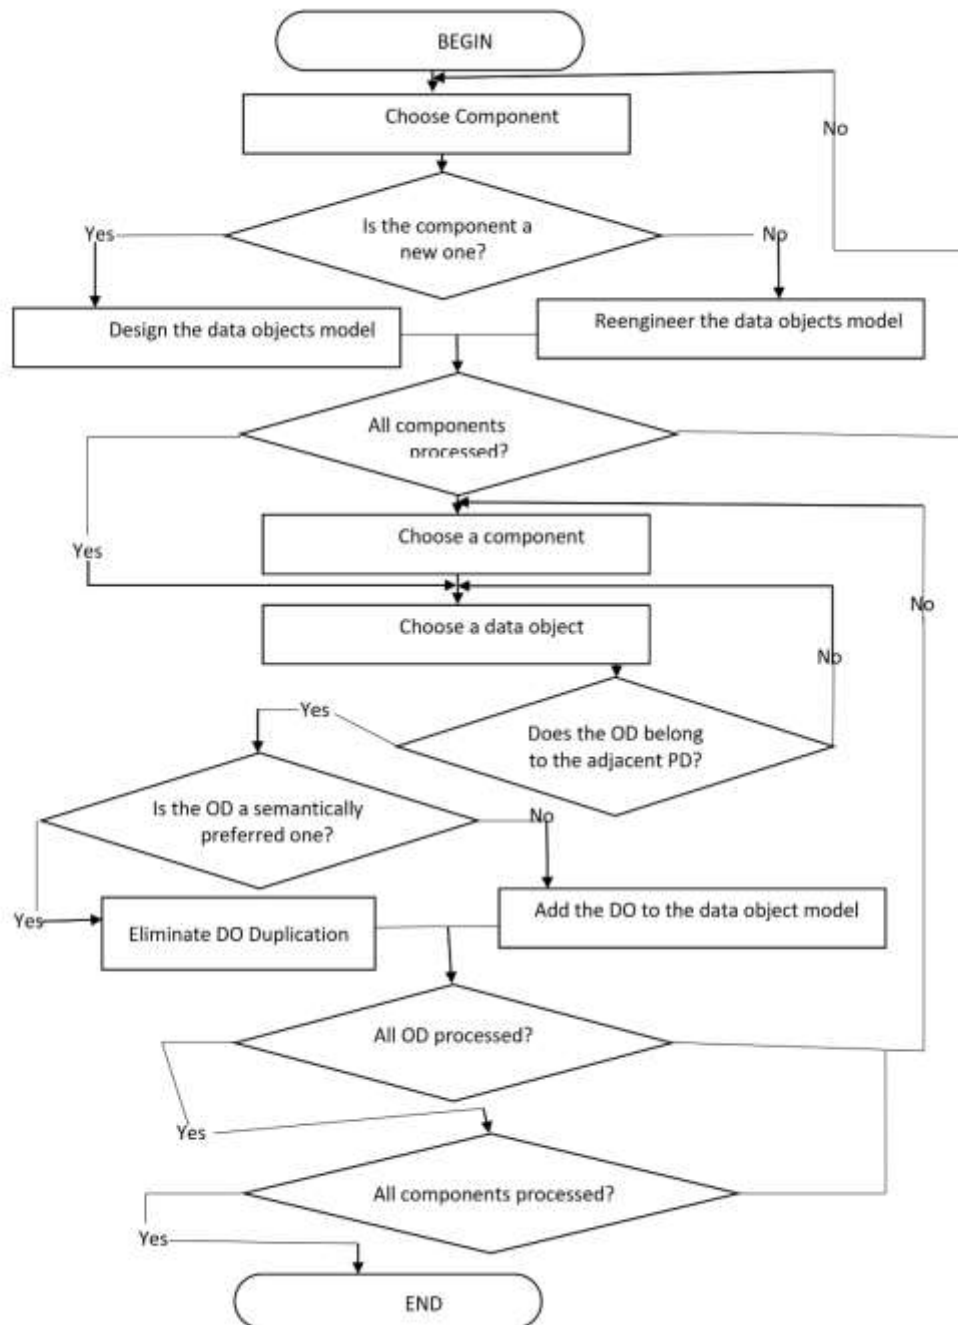 BEGIN
Choose Component
No
Is the component a
new one?
Yes
No
Design the data objects model
Reengineer the data objects model
All components
processed?
Choose a component
Yes
No
Choose a data object
No
Yes
Does the OD belong
to the adjacent PD?
Is the OD a semantically
preferred one?
No
Yes
Eliminate DO Duplication
Add the DO to the data object model
All OD processed?
Yes
All components processed?
Yes
END